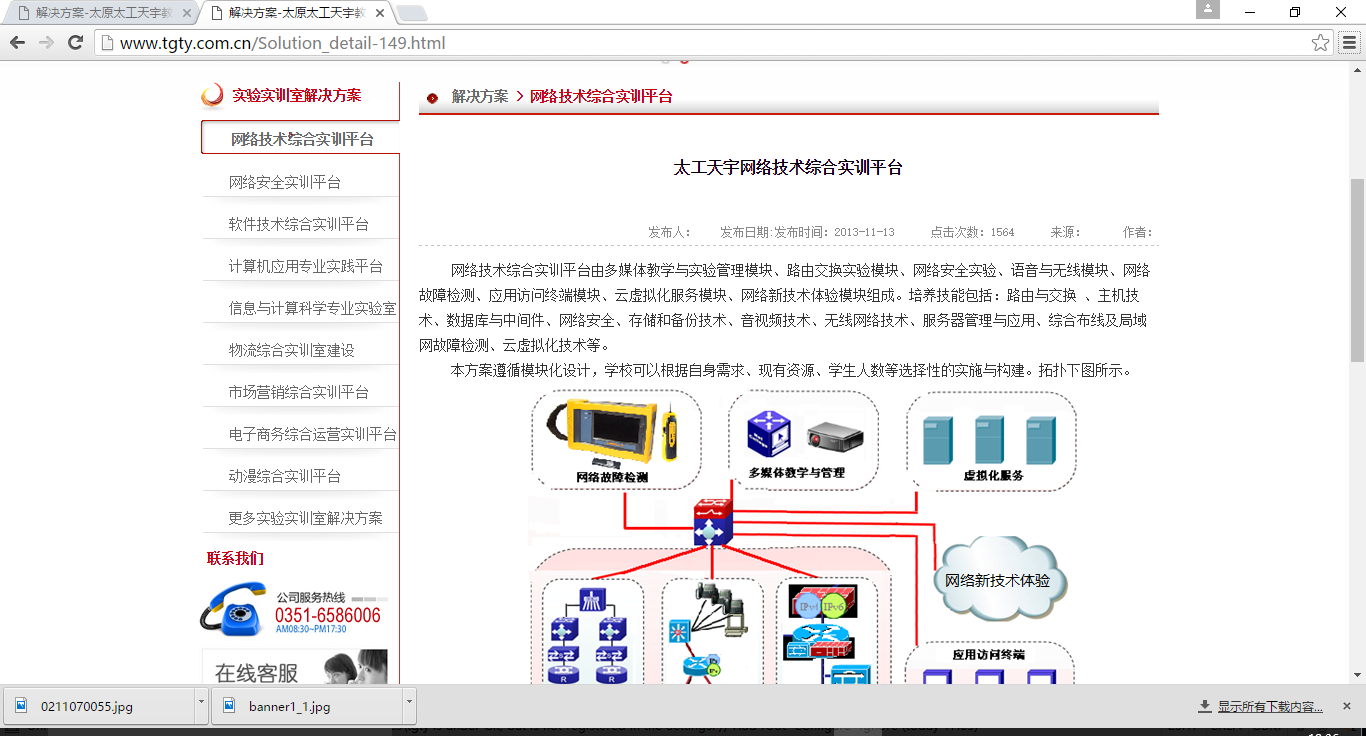 解决方案-太原太工天宇教
解决方案-太原太工天宇教
www.tgty.com.cn/Solution_detail-149.html
实验实训室解决方案
网络技术综合实训平台
网络安全实训平台
软件技术综合实训平台
计算机应用专业实践平台
信息与计算科学专业实验室
物流综合实训室建设
市场营销综合实训平台
电子商务综合运营实训平台
动漫综合实训平台
更多实验实训室解决方案
联系我们
公司服务热线
0351-6586006
AM08:30~PM17:30
在线客服
解决方案 > 网络技术综合实训平台
太工天宇网络技术综合实训平台
发布人: 发布日期:发布时间: 2013-11-13 点击次数: 1564 来源: 作者:
网络技术综合实训平台由多媒体教学与实验管理模块、路由交换实验模块、网络安全实验、语音与无线模块、网络
故障检测、应用访问终端模块、云虚拟化服务模块、网络新技术体验模块组成。培养技能包括：路由与交换 、主机技
术、数据库与中间件、网络安全、存储和备份技术、音视频技术、无线网络技术、服务器管理与应用、综合布线及局域
网故障检测、云虚拟化技术等。
本方案遵循模块化设计，学校可以根据自身需求、现有资源、学生人数等选择性的实施与构建。拓扑下图所示。
网络故障检测
多媒体教学与管理
虚拟化服务
网络新技术体验
IPv4 IPv6
应用访问终端
R R
0211070055.jpg
banner1_1.jpg
显示所有下载内容...